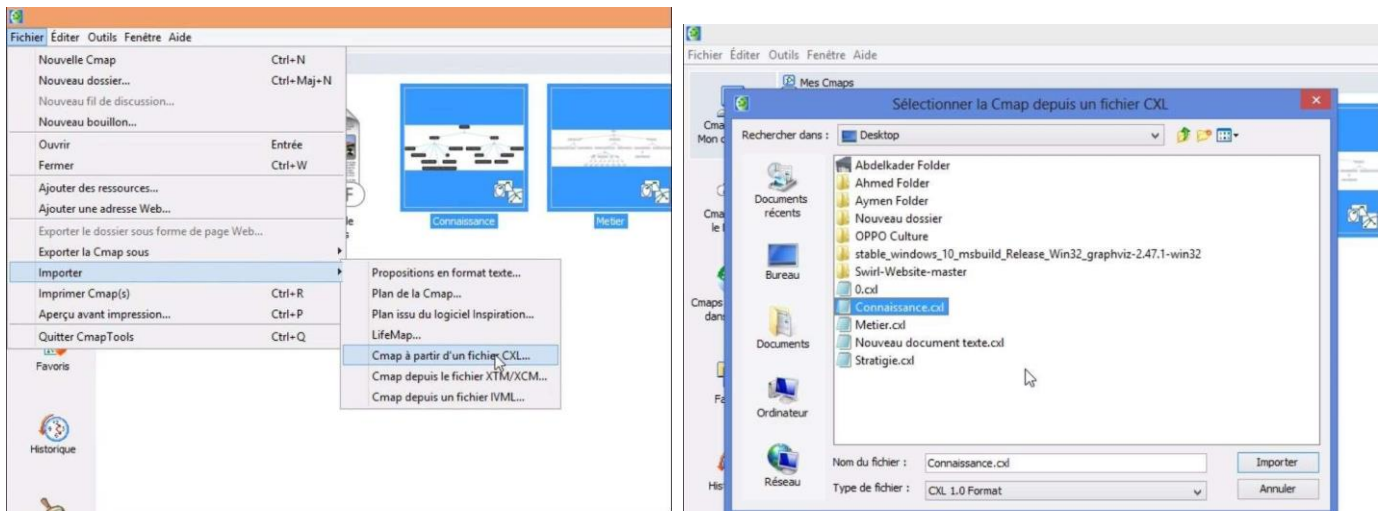 Fichier Éditer Outils Fenêtre Aide
Nouvelle Cmap Ctrl+N
Nouveau dossier... Ctrl+Maj+N
Nouveau fil de discussion...
Nouveau bouillon...
Ouvrir Entrée
Fermer Ctrl+W
Ajouter des ressources...
Ajouter une adresse Web...
Exporter le dossier sous forme de page Web...
Exporter la Cmap sous
Importer
Imprimer Cmap(s) Ctrl+R
Aperçu avant impression... Ctrl+P
Quitter CmapTools Ctrl+Q
Connaissance Metier
Propositions en format texte...
Plan de la Cmap...
Plan issu du logiciel Inspiration...
LifeMap...
Cmap à partir d'un fichier CXL...
Cmap depuis le fichier XTM/XCM...
Cmap depuis un fichier IVML...
Favoris
Historique
Fichier Éditer Outils Fenêtre Aide
Mes Cmaps
Sélectionner la Cmap depuis un fichier CXL
Rechercher dans : Desktop
Documents récents
Bureau
Documents
Ordinateur
Réseau
Abdelkader Folder
Ahmed Folder
Aymen Folder
Nouveau dossier
OPPO Culture
stable_windows_10_msbuild_Release_Win32_graphviz-2.47.1-win32
Swirl-Website-master
0.cxl
Connaissance.cxl
Metier.cxl
Nouveau document texte.cxl
Stratigie.cxl
Nom du fichier : Connaissance.cxl Importer
Type de fichier : CXL 1.0 Format Annuler